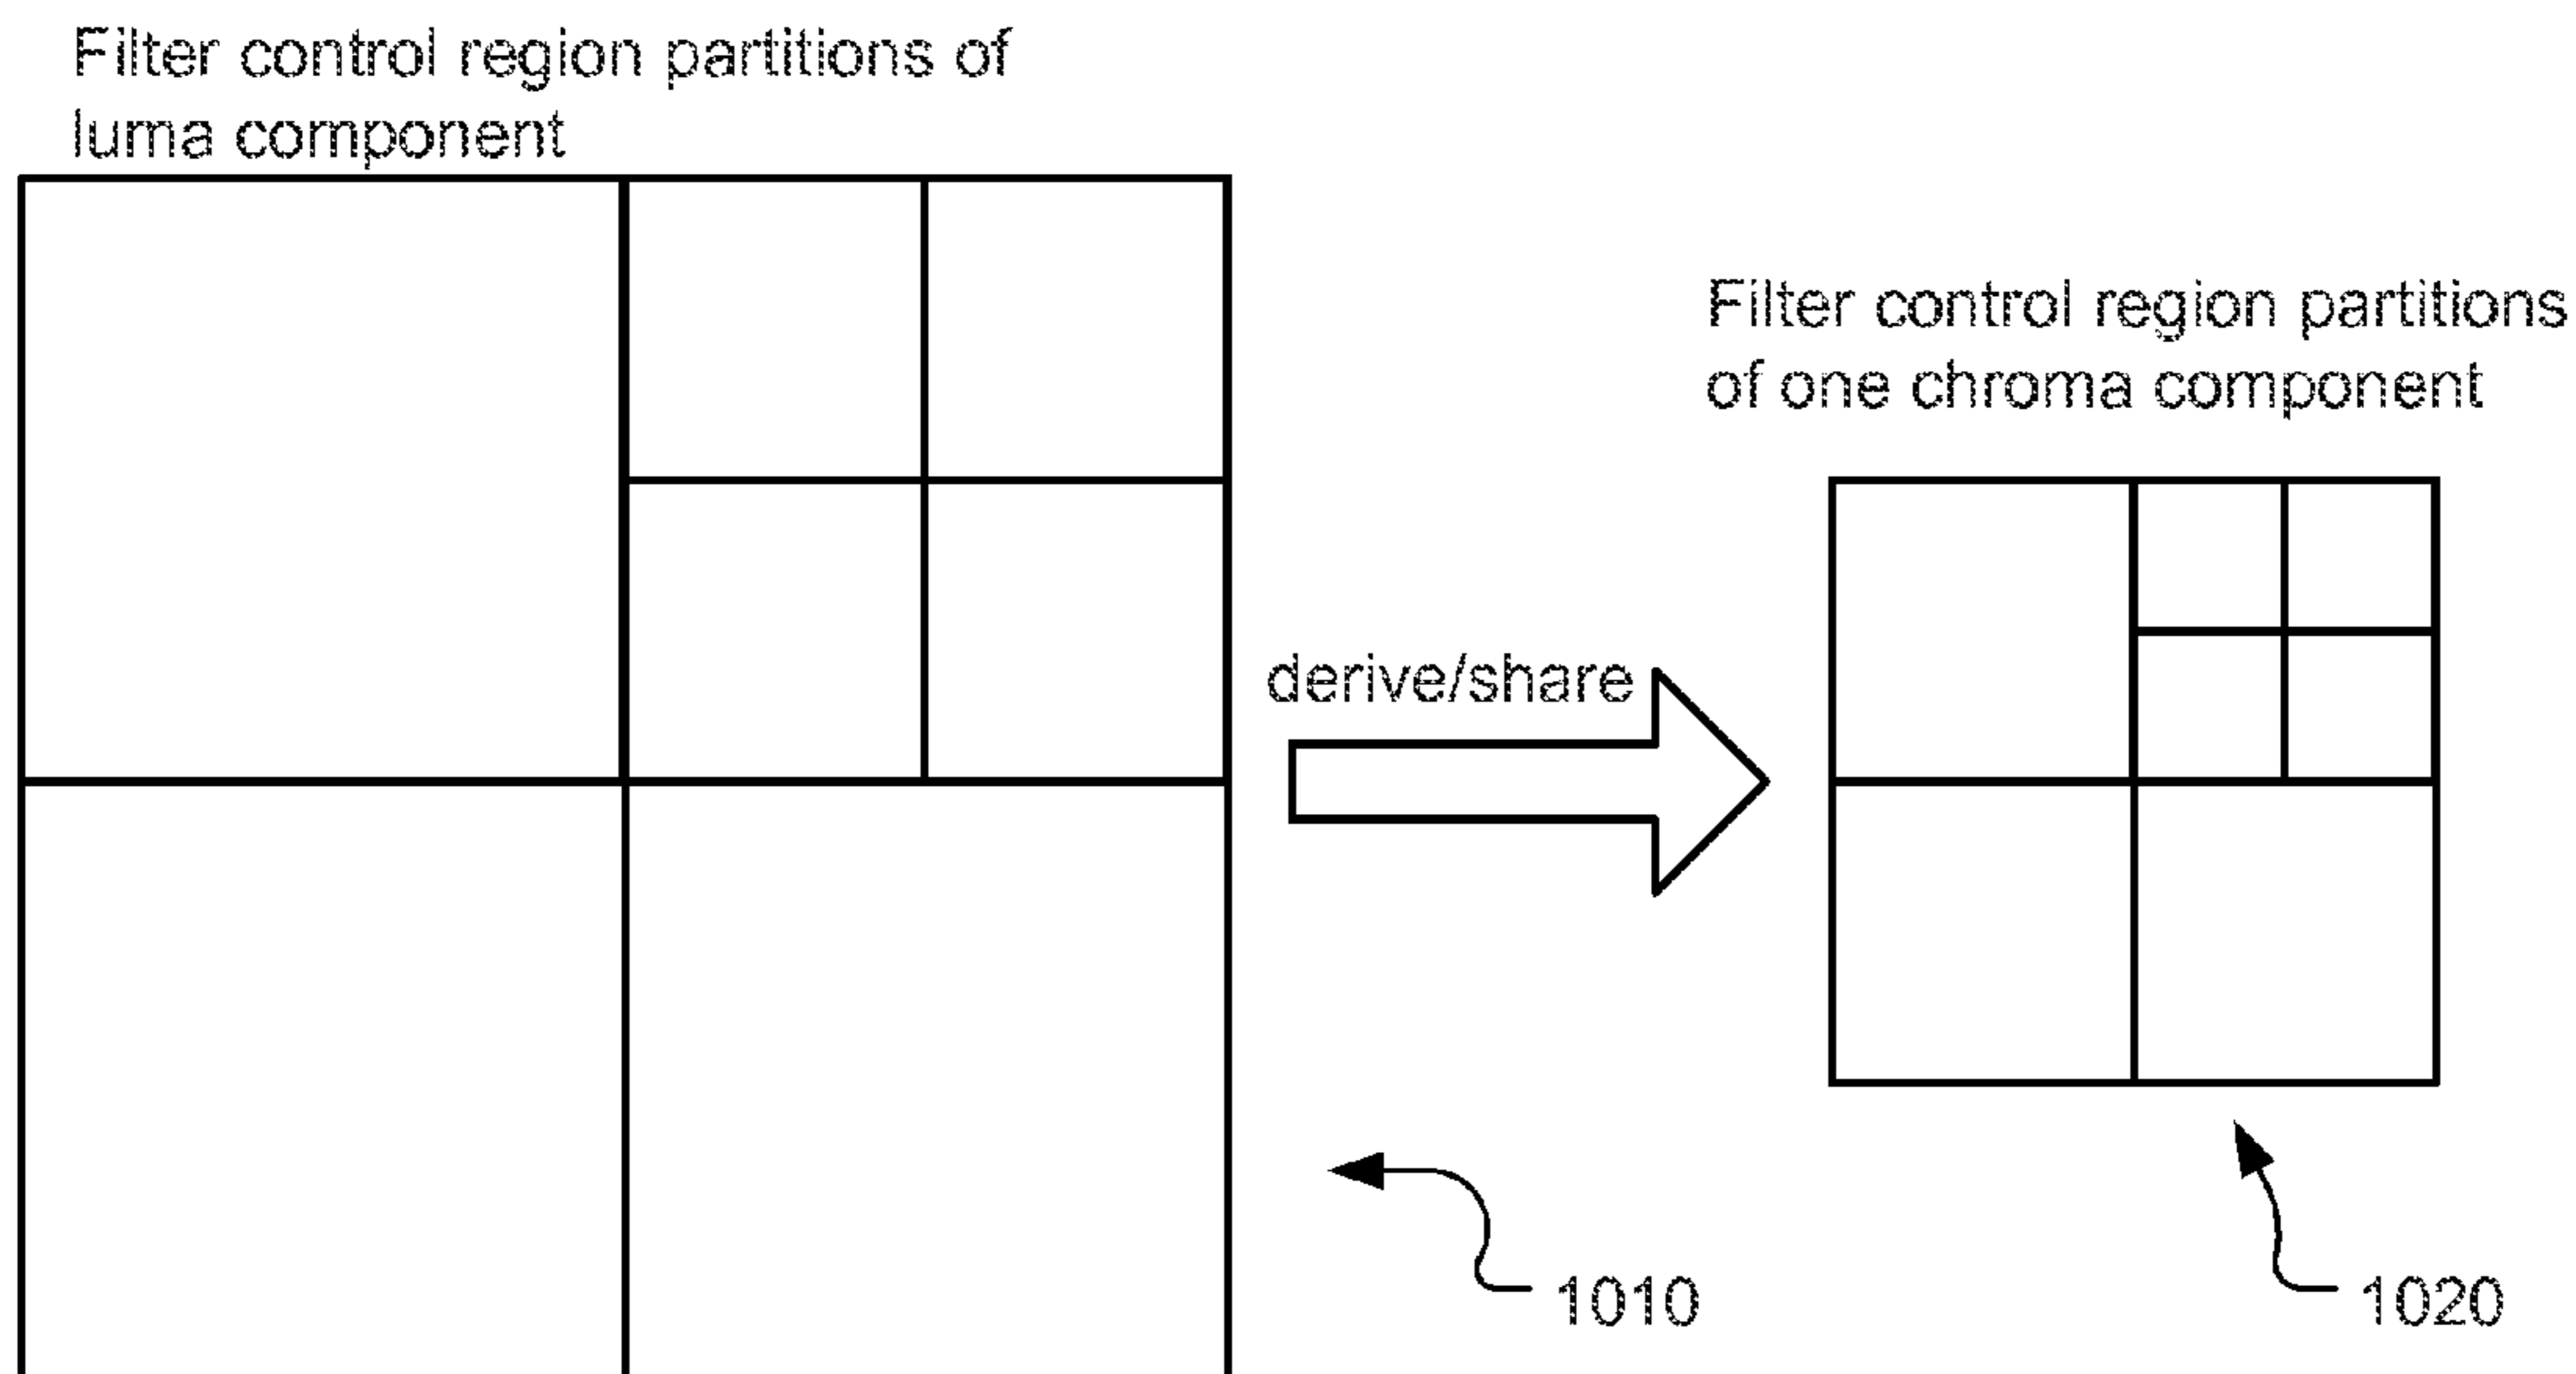 Filter control region partitions of
luma component
Filter control region partitions
of one chroma component
derive/share
1010
1020